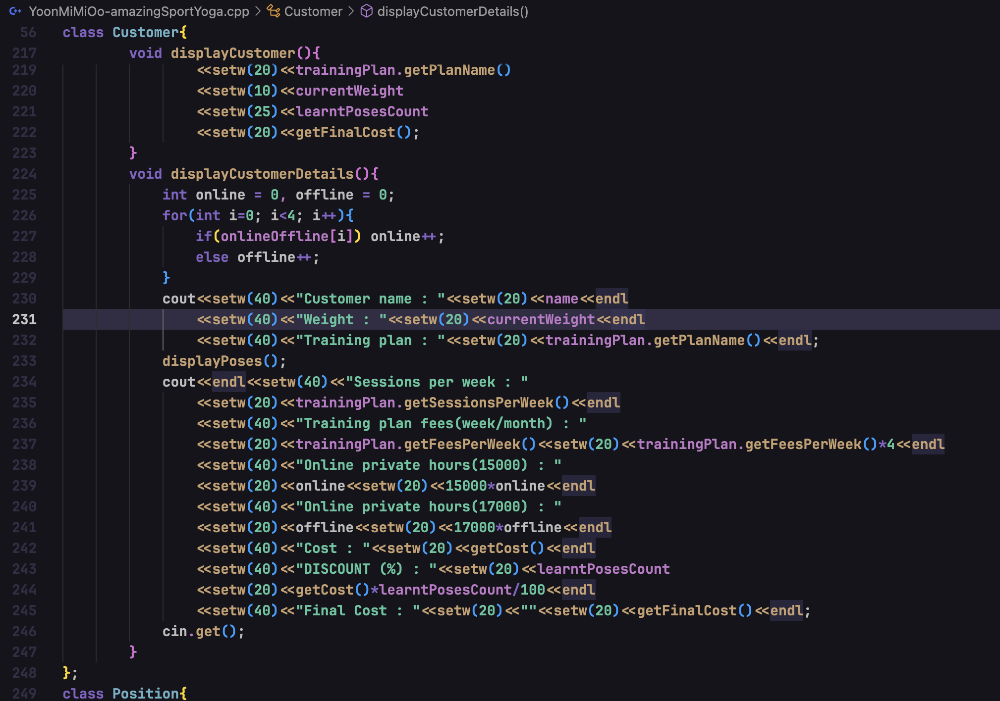 YoonMiMiOo-amazingSportYoga.cpp > Customer > displayCustomerDetails()
56 class Customer{
217 void displayCustomer(){
219 <<setw(20)<<trainingPlan.getPlanName()
220 <<setw(10)<<currentWeight
221 <<setw(25)<<learntPosesCount
222 <<setw(20)<<getFinalCost();
223 }
224 void displayCustomerDetails(){
225 int online = 0, offline = 0;
226 for(int i=0; i<4; i++){
227 if(onlineOffline[i]) online++;
228 else offline++;
229 }
230 cout<<setw(40)<<"Customer name : "<<setw(20)<<name<<endl
231 <<setw(40)<<"Weight : "<<setw(20)<<currentWeight<<endl
232 <<setw(40)<<"Training plan : "<<setw(20)<<trainingPlan.getPlanName()<<endl;
233 displayPoses();
234 cout<<endl<<setw(40)<<"Sessions per week : "
235 <<setw(20)<<trainingPlan.getSessionsPerWeek()<<endl
236 <<setw(40)<<"Training plan fees(week/month) : "
237 <<setw(20)<<trainingPlan.getFeesPerWeek()<<setw(20)<<trainingPlan.getFeesPerWeek()*4<<endl
238 <<setw(40)<<"Online private hours(15000) : "
239 <<setw(20)<<online<<setw(20)<<15000*online<<endl
240 <<setw(40)<<"Online private hours(17000) : "
241 <<setw(20)<<offline<<setw(20)<<17000*offline<<endl
242 <<setw(40)<<"Cost : "<<setw(20)<<getCost()<<endl
243 <<setw(40)<<"DISCOUNT (%) : "<<setw(20)<<learntPosesCount
244 <<setw(20)<<getCost()*learntPosesCount/100<<endl
245 <<setw(40)<<"Final Cost : "<<setw(20)<<""<<setw(20)<<getFinalCost()<<endl;
246 cin.get();
247 }
248 };
249 class Position{